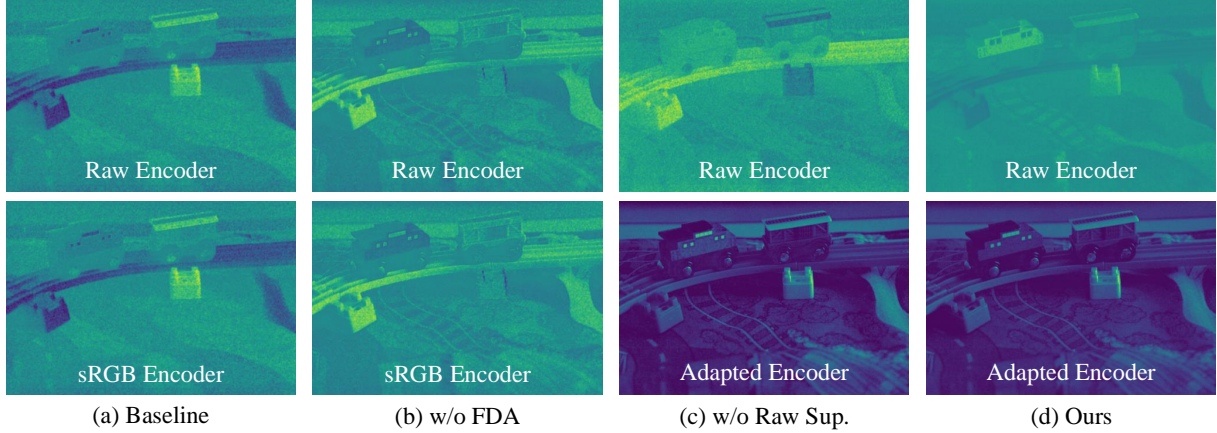 Raw Encoder
Raw Encoder
Raw Encoder
Raw Encoder
sRGB Encoder
sRGB Encoder
Adapted Encoder
Adapted Encoder
(a) Baseline
(b) w/o FDA
(c) w/o Raw Sup.
(d) Ours